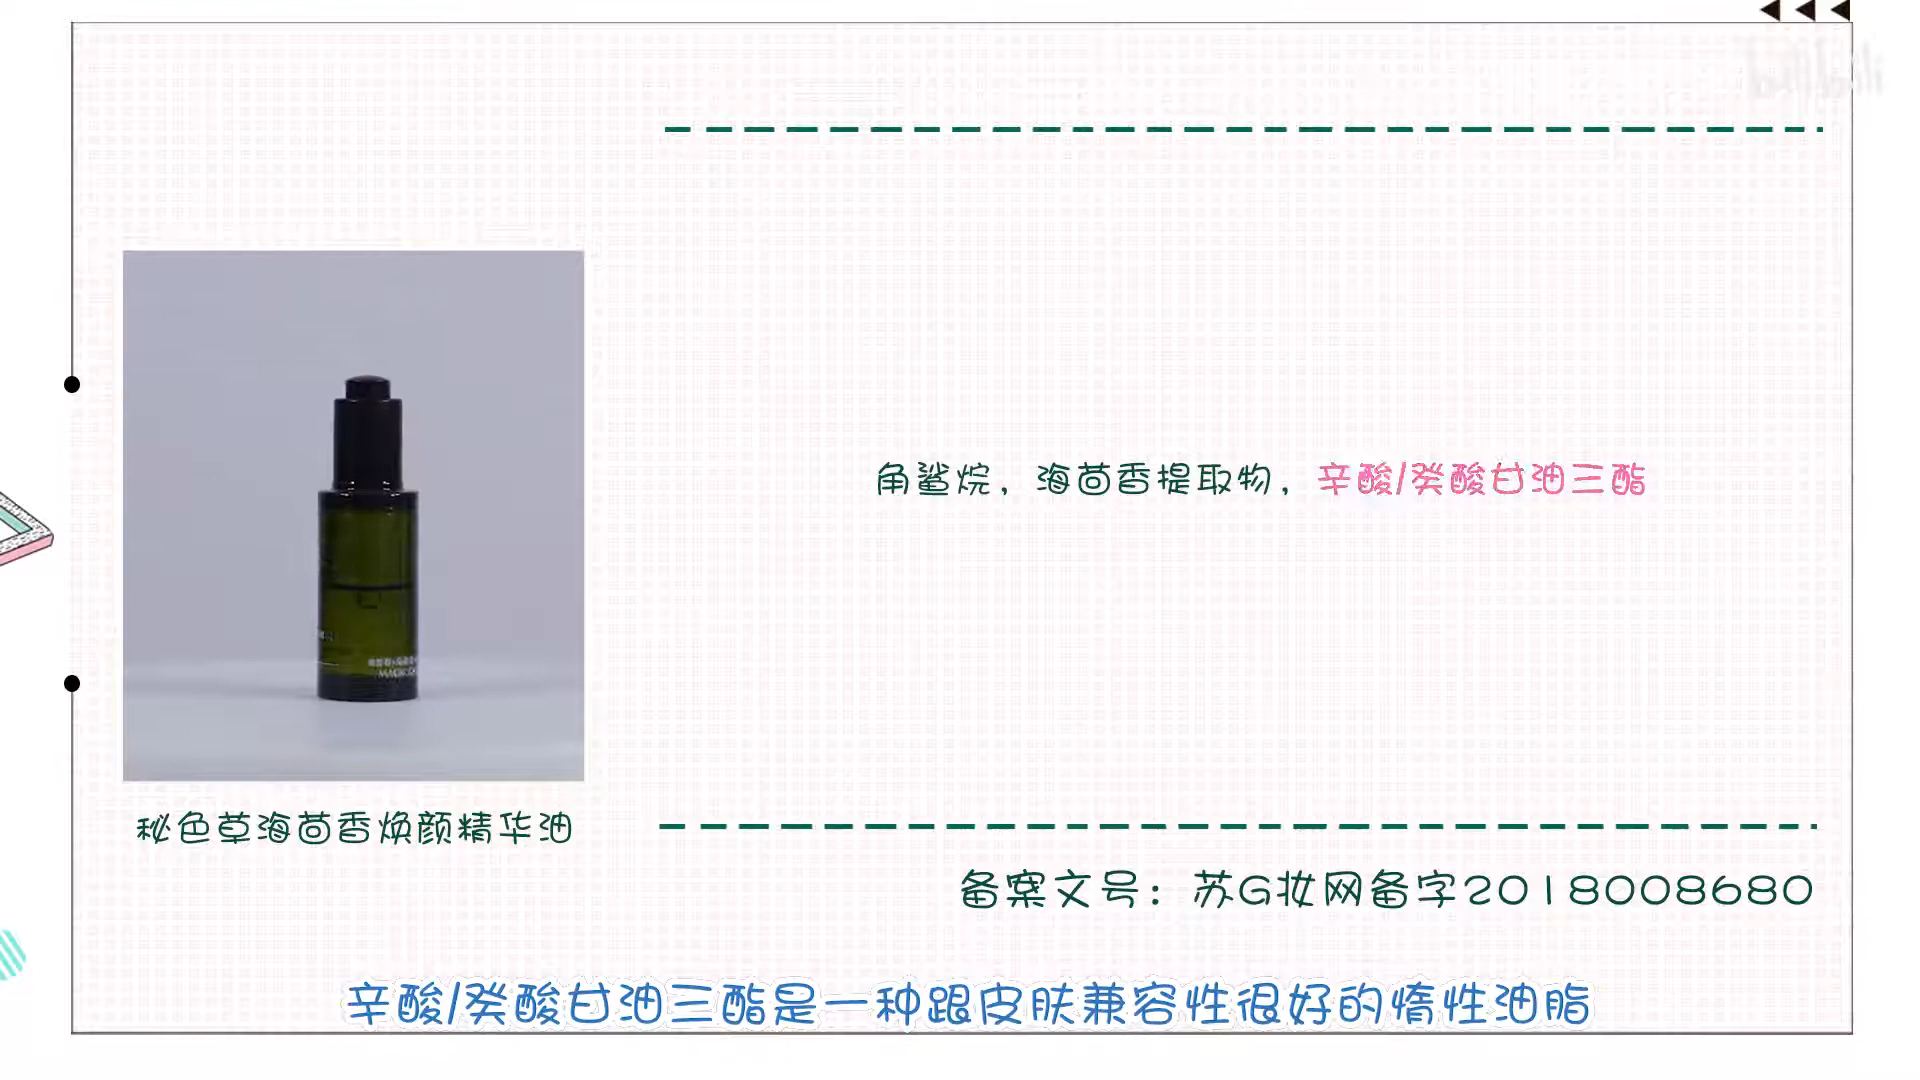 bilibili
角鲨烷，海茴香提取物，辛酸/癸酸甘油三酯
秘色草海茴香焕颜精华油
备案文号：苏G妆网备字2018008680
辛酸/癸酸甘油三酯是一种跟皮肤兼容性很好的惰性油脂